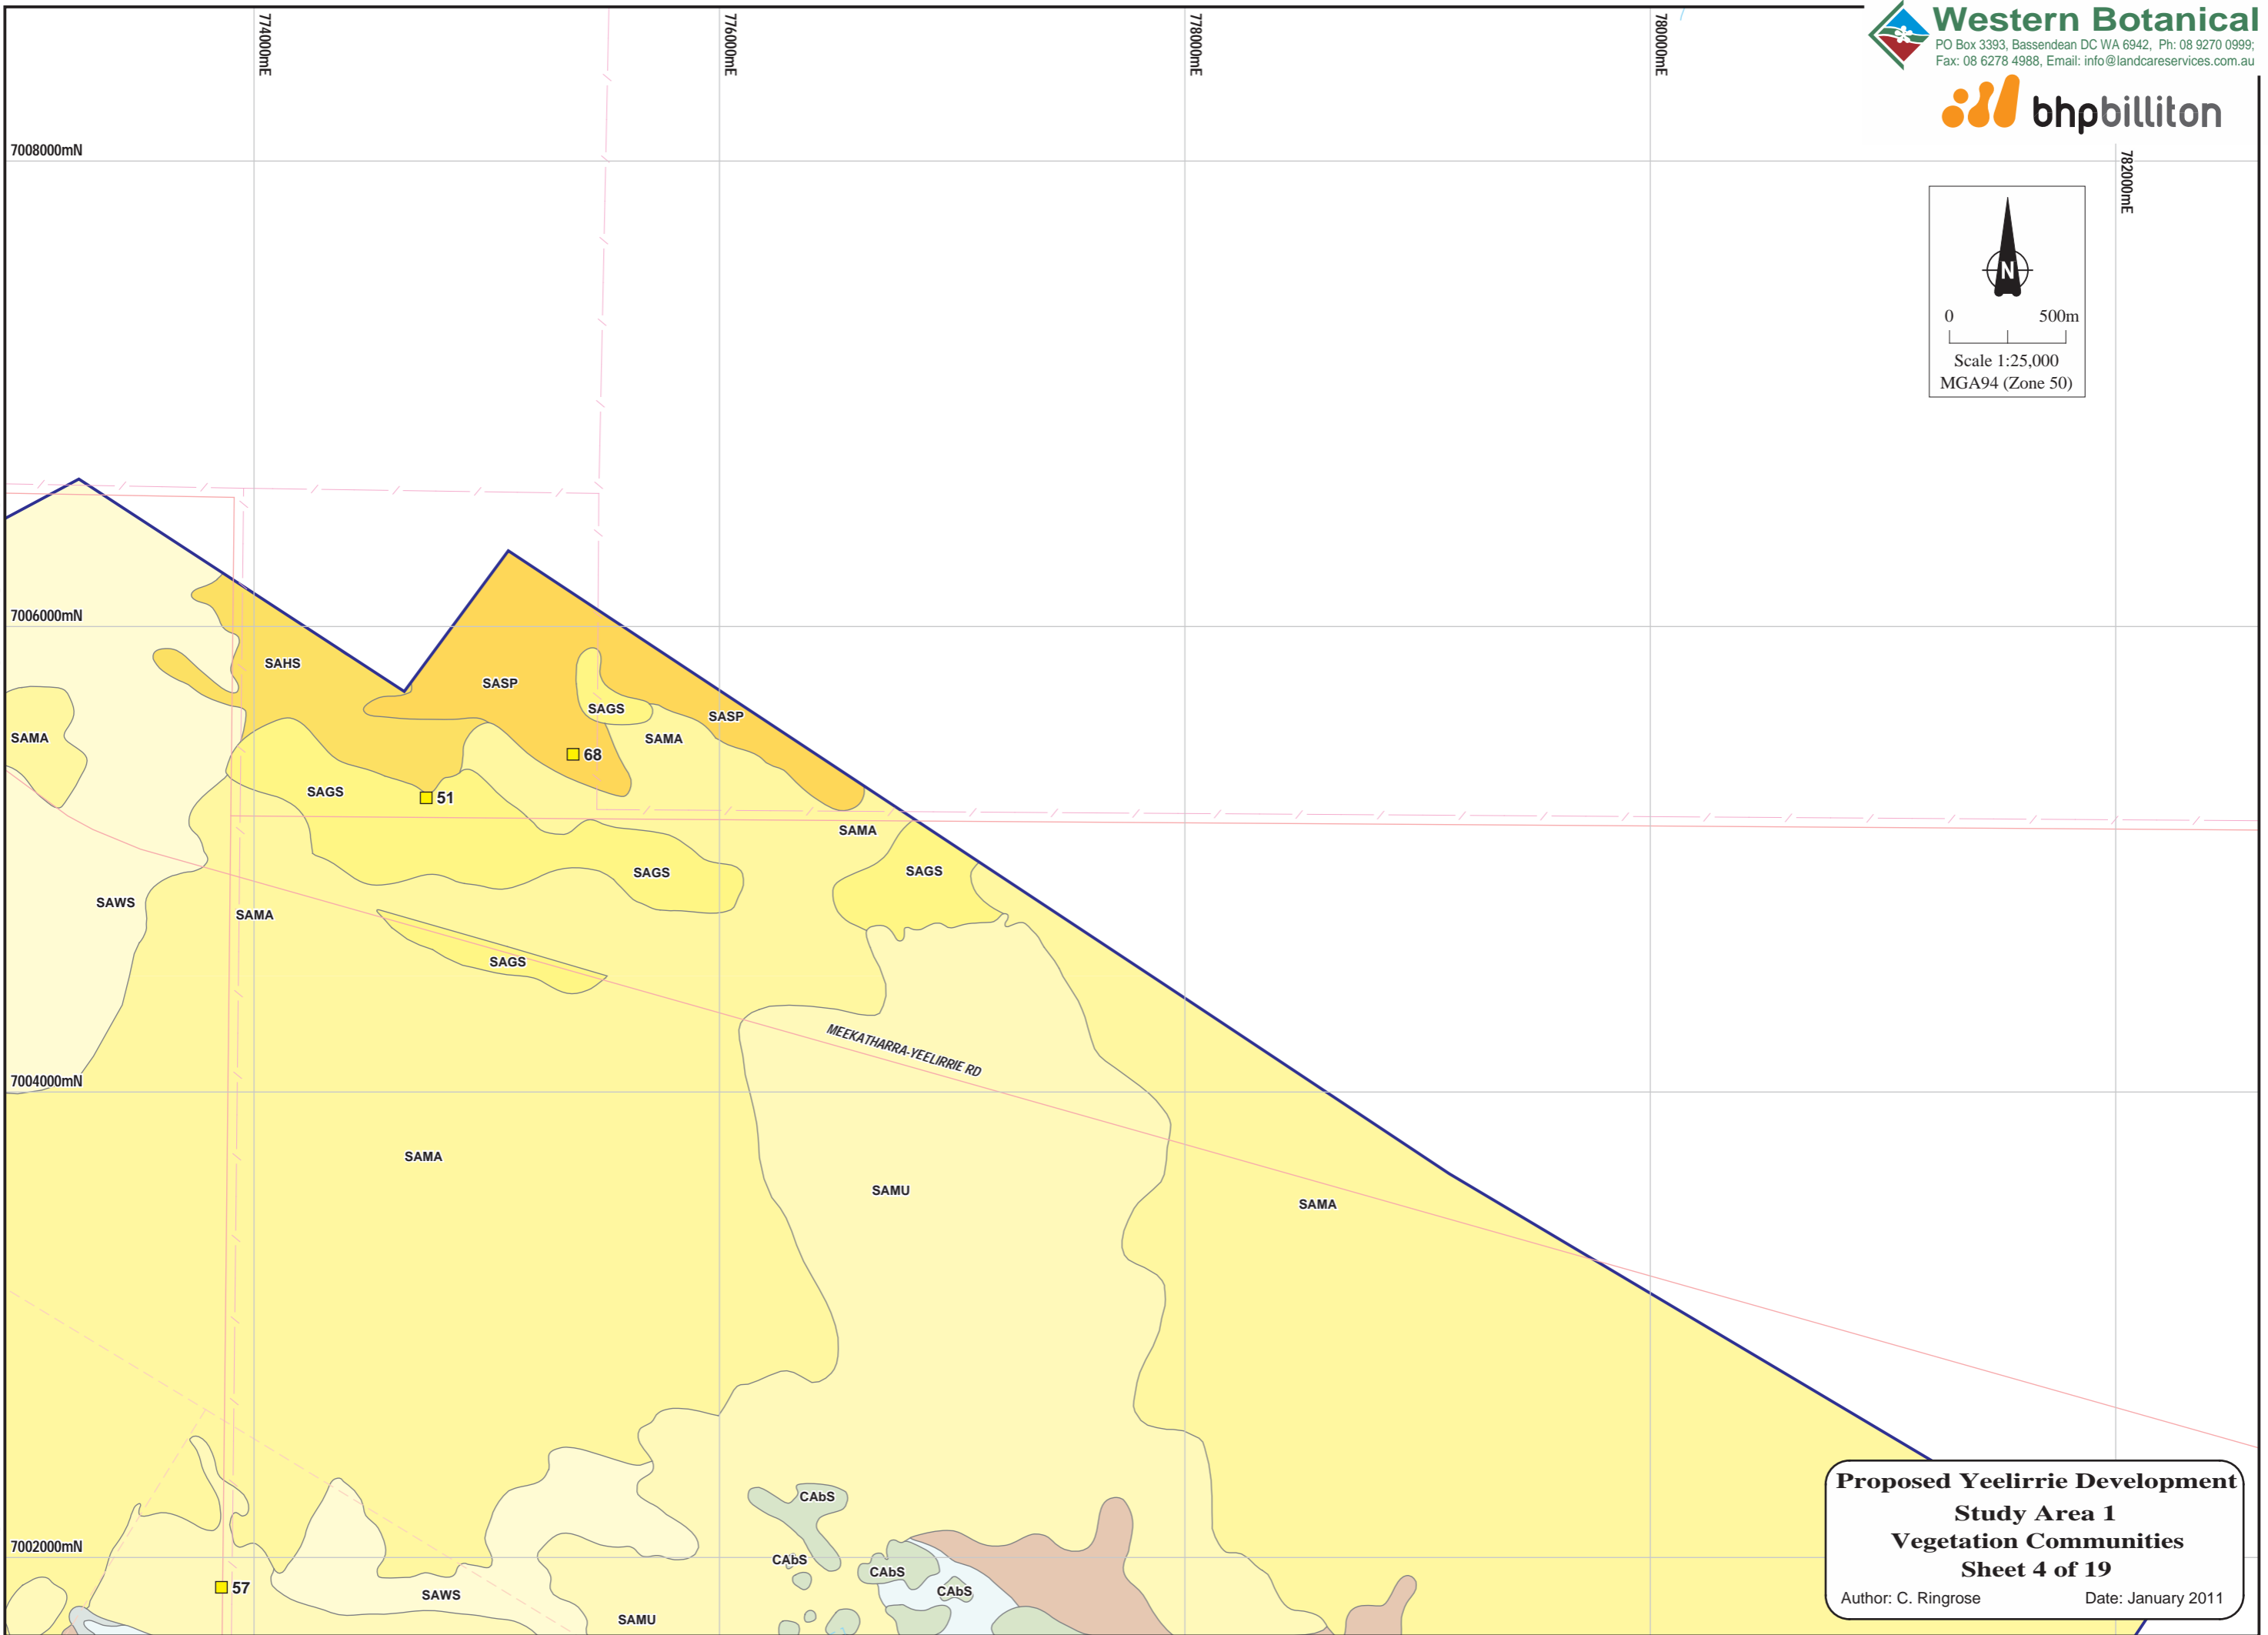 774000mE
776000mE
778000mE
780000mE
782000mE
Western Botanical
PO Box 3393, Bassendean DC WA 6942, Ph: 08 9270 0999;
Fax: 08 6278 4988, Email: info@landcareservices.com.au
bhpbilliton
7008000mN
N
0 500m
Scale 1:25,000
MGA94 (Zone 50)
7006000mN
SAHS
SASP
SAGS
SASP
SAMA
SAMA
68
SAGS
51
SAMA
SAGS
SAGS
SAWS
SAMA
SAGS
MEEKATHARRA-YEELIRRIE RD
7004000mN
SAMA
SAMU
SAMA
CAbS
7002000mN
CAbS
CAbS
CAbS
57
SAWS
SAMU
Proposed Yeelirrie Development
Study Area 1
Vegetation Communities
Sheet 4 of 19
Author: C. Ringrose Date: January 2011